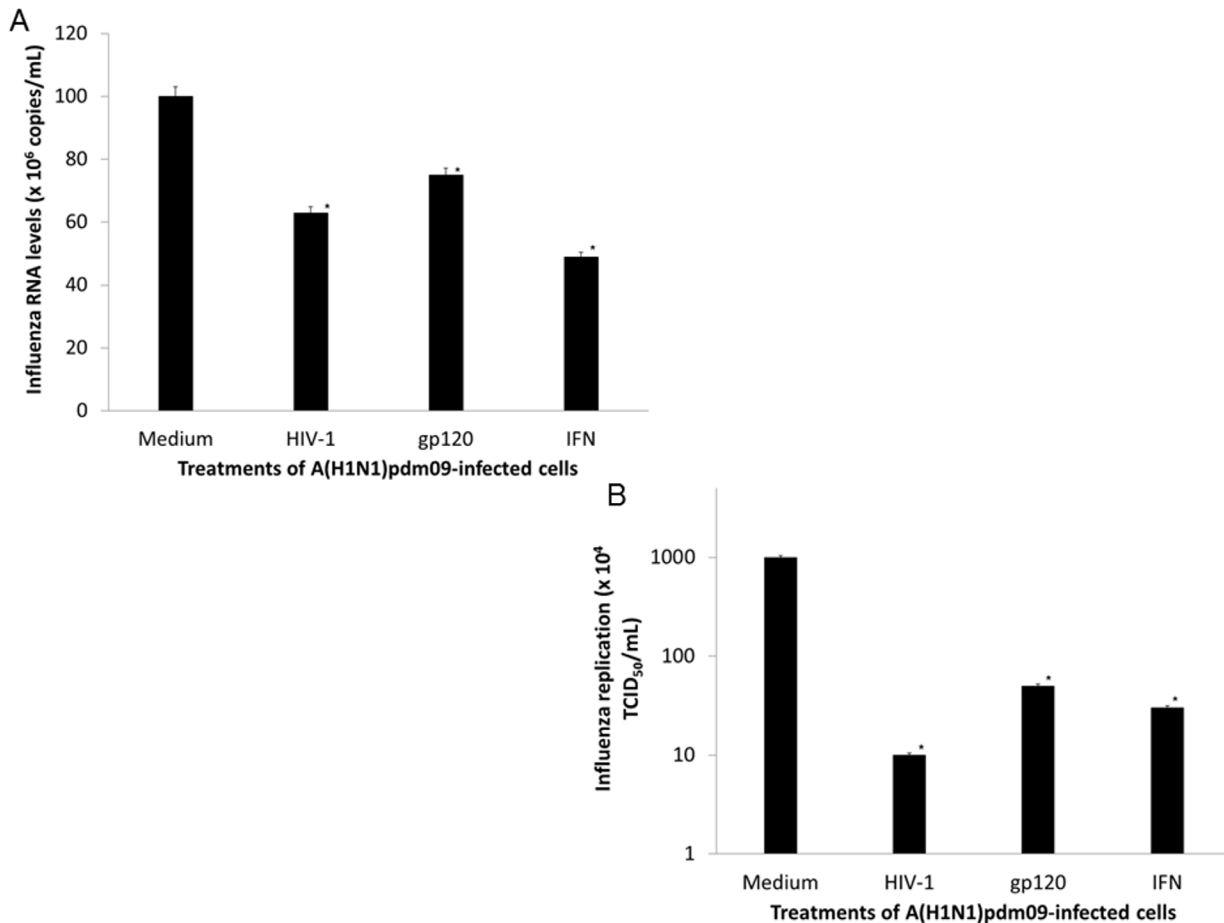 A
Influenza RNA levels (x 10⁶ copies/mL)
120
100
80
60
40
20
0
* * *
Medium HIV-1 gp120 IFN
Treatments of A(H1N1)pdm09-infected cells
B
Influenza replication (x 10⁴
TCID₅₀/mL)
1000
100
10
1
* * *
Medium HIV-1 gp120 IFN
Treatments of A(H1N1)pdm09-infected cells